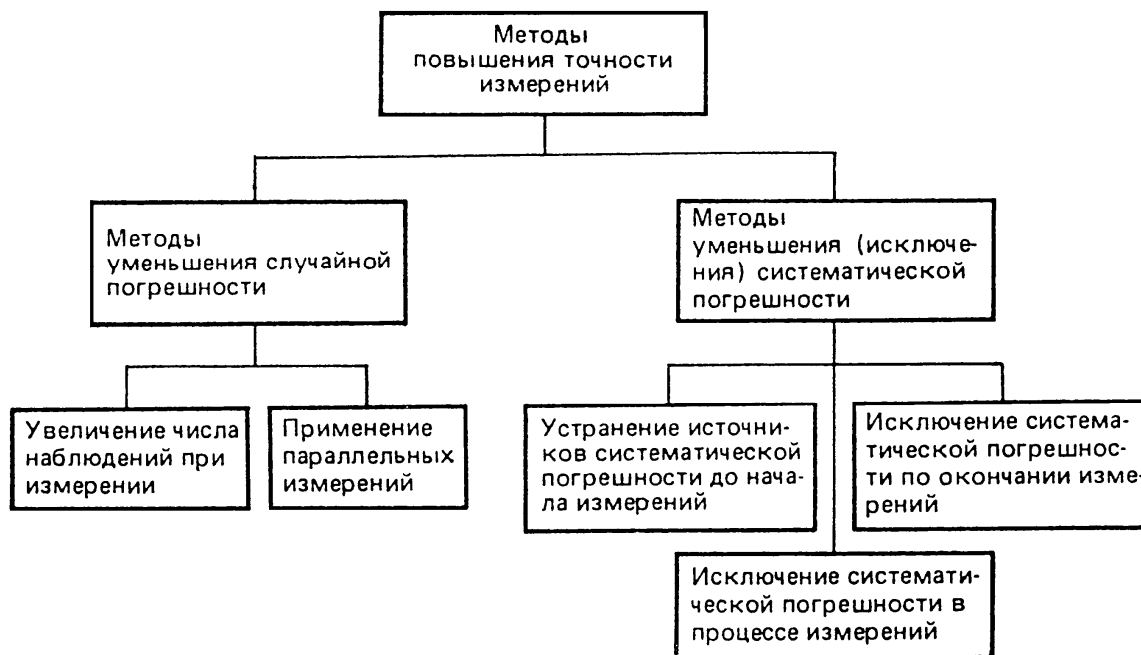 Методы
повышения точности
измерений
Методы
уменьшения случайной
погрешности
Методы
уменьшения (исключе-
ния) систематической
погрешности
Увеличение числа
наблюдений при
измерении
Применение
параллельных
измерений
Устранение источни-
ков систематической
погрешности до нача-
ла измерений
Исключение система-
тической погрешнос-
ти по окончании изме-
рений
Исключение системати-
ческой погрешности в
процессе измерений